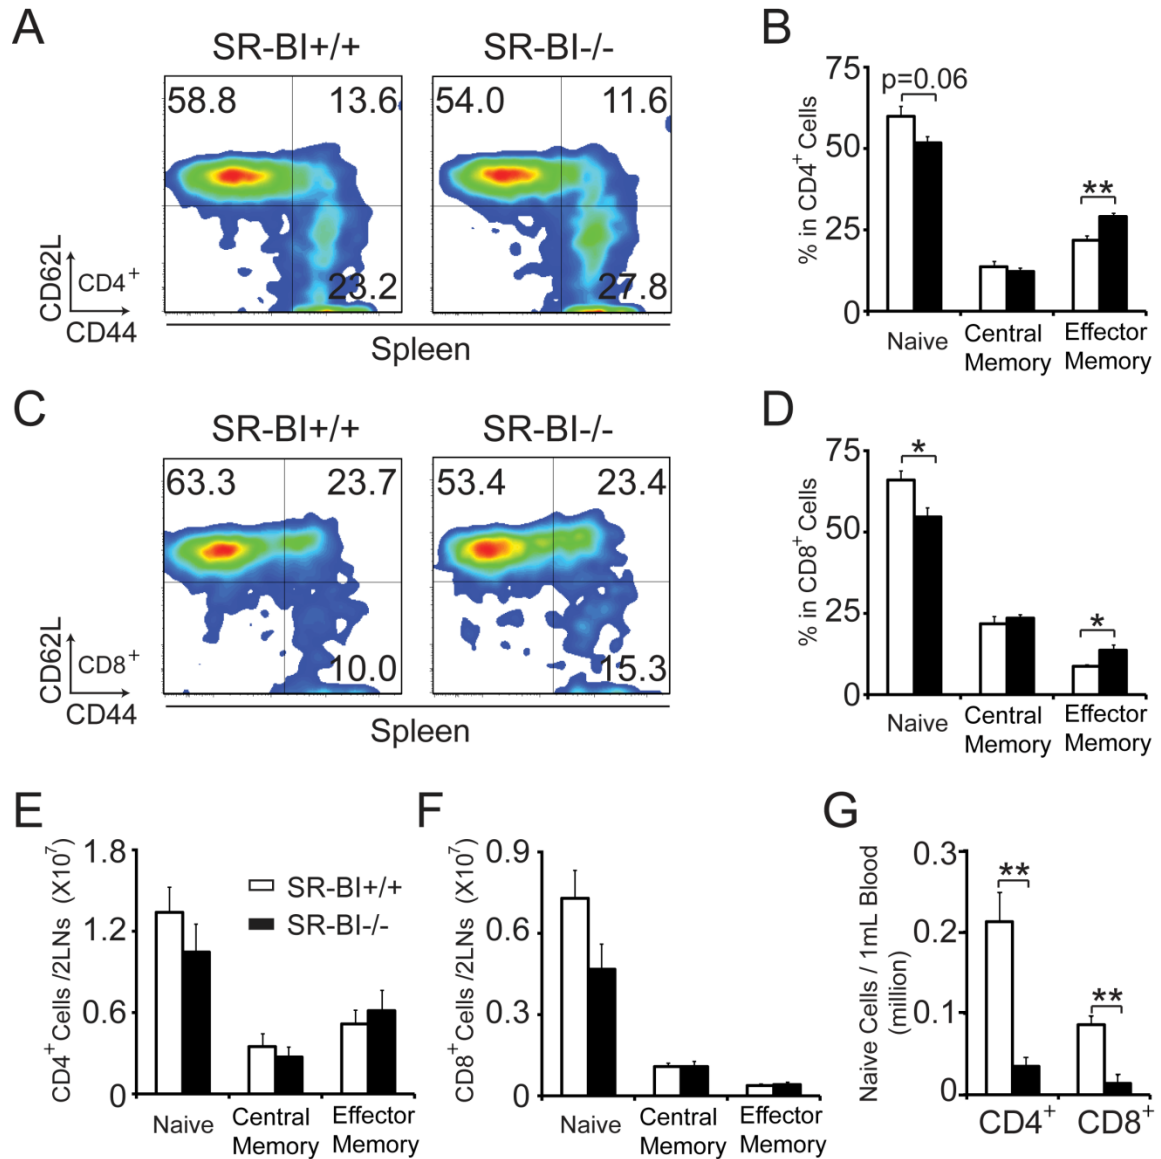 A
SR-BI+/+
SR-BI-/-
58.8
13.6
23.2
54.0
11.6
27.8
CD62L
CD4⁺
CD44
Spleen
B
% in CD4⁺ Cells
75
50
25
0
p=0.06
**
Naive
Central
Memory
Effector
Memory
C
SR-BI+/+
SR-BI-/-
63.3
23.7
10.0
53.4
23.4
15.3
CD62L
CD8⁺
CD44
Spleen
D
% in CD8⁺ Cells
75
50
25
0
*
*
Naive
Central
Memory
Effector
Memory
E
CD4⁺ Cells /2LNs (X10⁷)
1.8
1.2
0.6
0
SR-BI+/+
SR-BI-/-
Naive
Central
Memory
Effector
Memory
F
CD8⁺ Cells /2LNs (X10⁷)
0.9
0.6
0.3
0
Naive
Central
Memory
Effector
Memory
G
Naive Cells / 1mL Blood
(million)
0.3
0.2
0.1
0
**
**
CD4⁺
CD8⁺